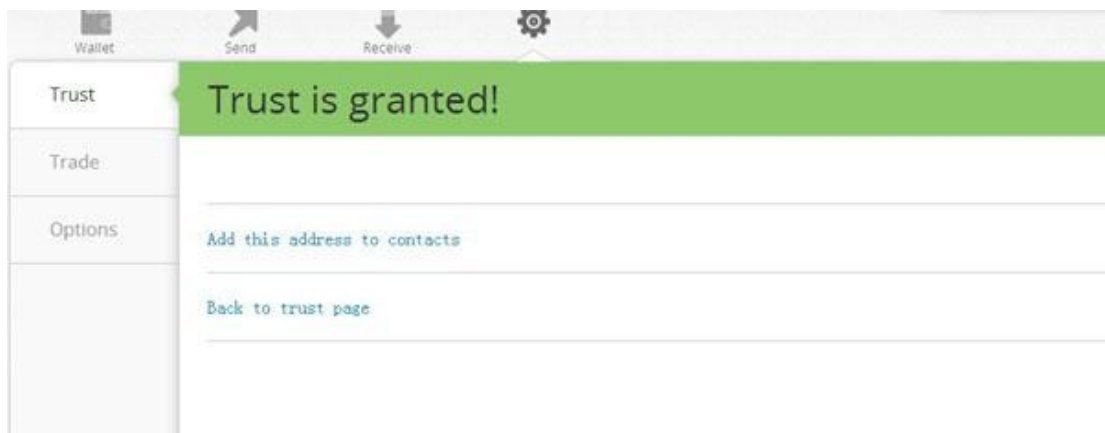 Wallet
Send
Receive
Trust
Trade
Options
Trust is granted!
Add this address to contacts
Back to trust page